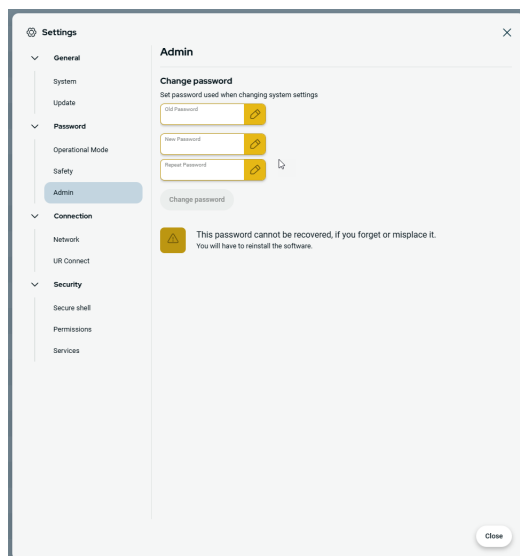 Settings
General
System
Update
Password
Operational Mode
Safety
Admin
Connection
Network
UR Connect
Security
Secure shell
Permissions
Services
Admin
Change password
Set password used when changing system settings
Old Password
New Password
Repeat Password
Change password
This password cannot be recovered, if you forget or misplace it.
You will have to reinstall the software.
Close